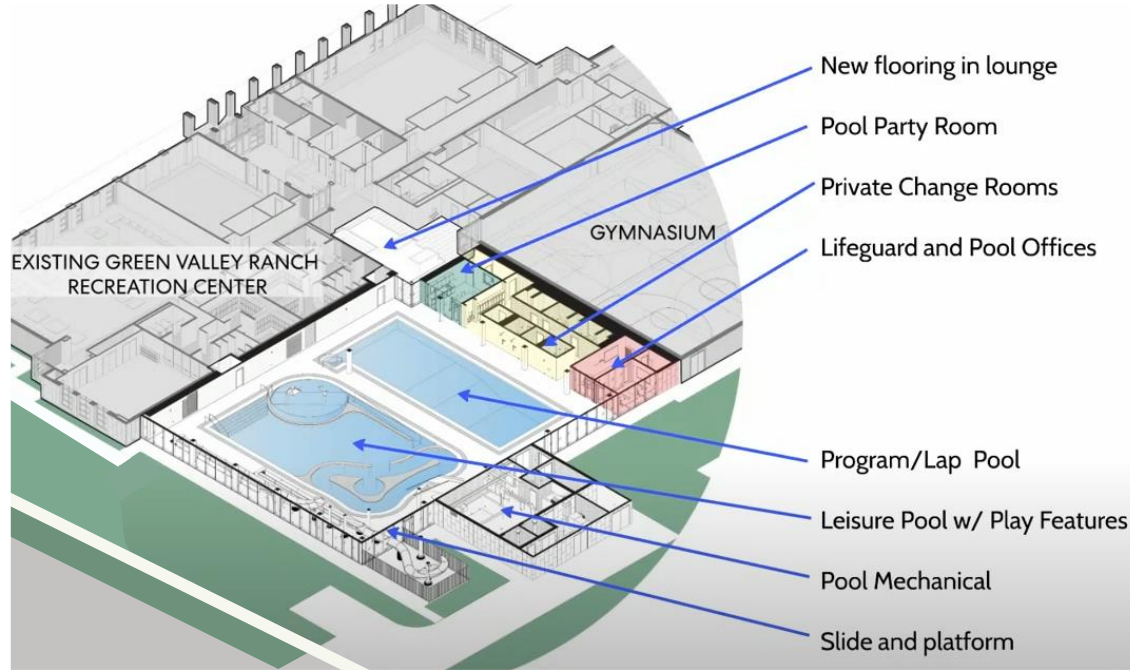 New flooring in lounge
Pool Party Room
Private Change Rooms
GYMNASIUM
Lifeguard and Pool Offices
EXISTING GREEN VALLEY RANCH
RECREATION CENTER
Program/Lap Pool
Leisure Pool w/ Play Features
Pool Mechanical
Slide and platform